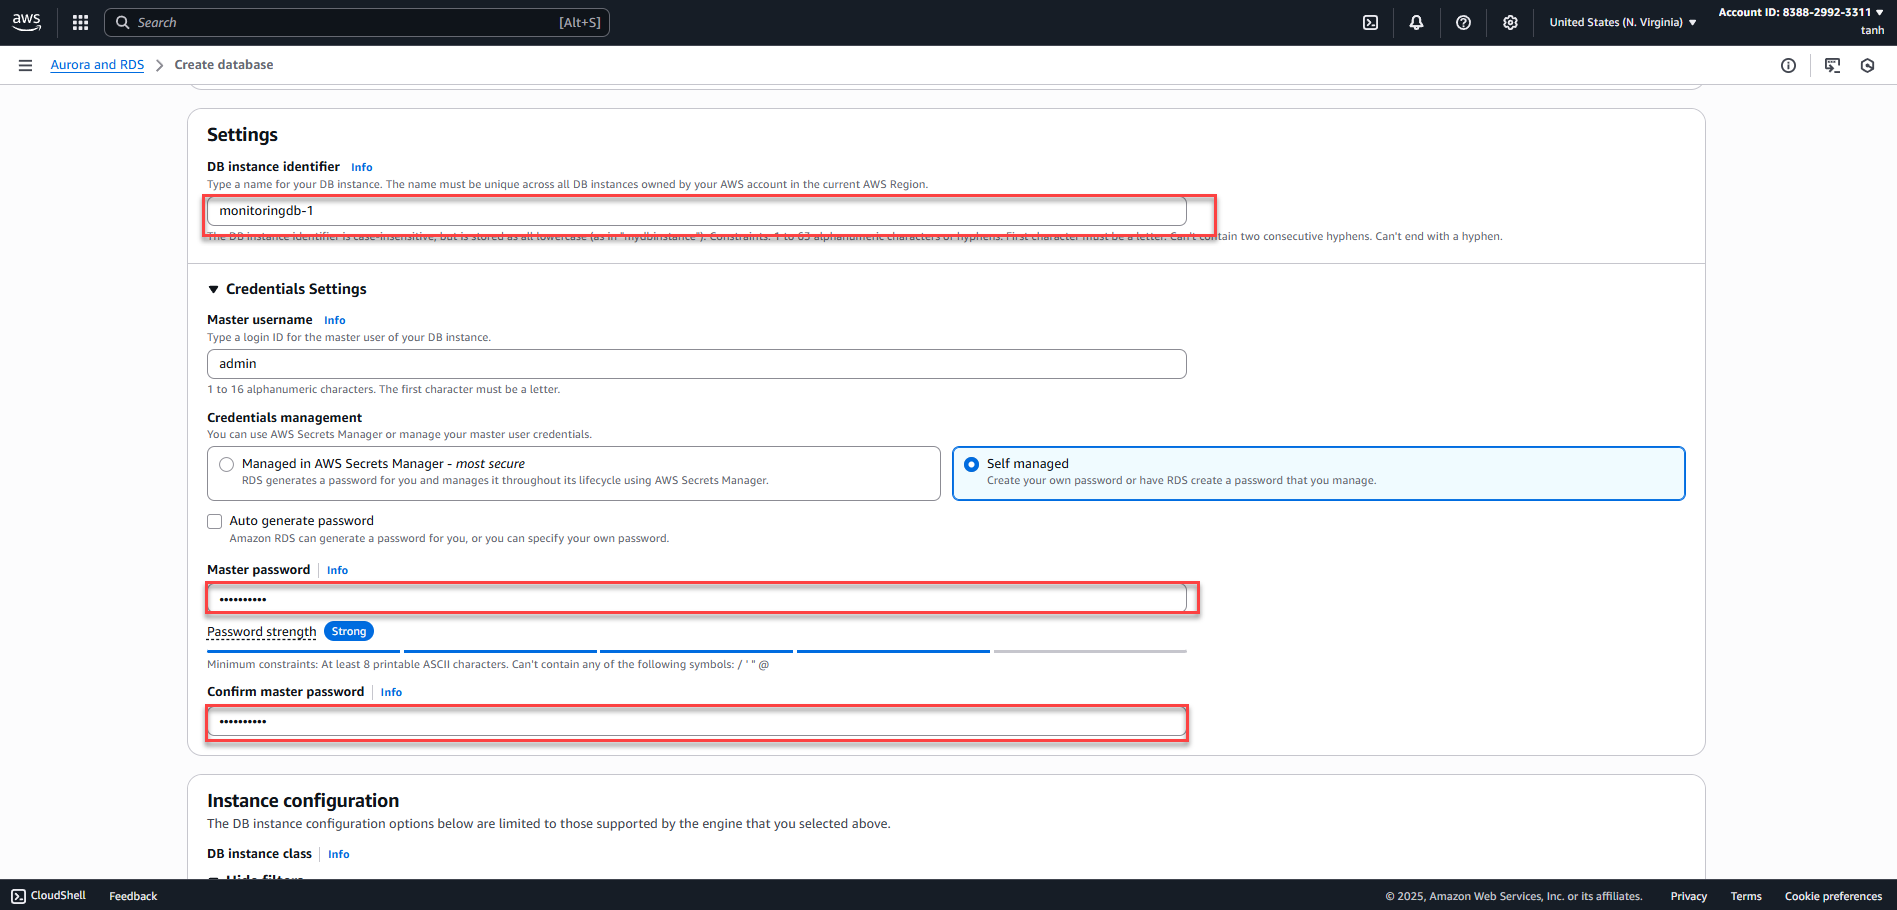 aws
Search [Alt+S]
United States (N. Virginia)
Account ID: 8388-2992-3311
tanh
Aurora and RDS > Create database
Settings
DB instance identifier Info
Type a name for your DB instance. The name must be unique across all DB instances owned by your AWS account in the current AWS Region.
monitoringdb-1
The DB instance identifier is case-insensitive, but is stored as all lowercase (as in "mydbinstance"). Constraints: 1 to 63 alphanumeric characters or hyphens. First character must be a letter. Can't contain two consecutive hyphens. Can't end with a hyphen.
Credentials Settings
Master username Info
Type a login ID for the master user of your DB instance.
admin
1 to 16 alphanumeric characters. The first character must be a letter.
Credentials management
You can use AWS Secrets Manager or manage your master user credentials.
Managed in AWS Secrets Manager - most secure
RDS generates a password for you and manages it throughout its lifecycle using AWS Secrets Manager.
Self managed
Create your own password or have RDS create a password that you manage.
Auto generate password
Amazon RDS can generate a password for you, or you can specify your own password.
Master password Info
••••••••••
Password strength Strong
Minimum constraints: At least 8 printable ASCII characters. Can't contain any of the following symbols: / ' " @
Confirm master password Info
••••••••••
Instance configuration
The DB instance configuration options below are limited to those supported by the engine that you selected above.
DB instance class Info
Hide filters
CloudShell Feedback
© 2025, Amazon Web Services, Inc. or its affiliates. Privacy Terms Cookie preferences